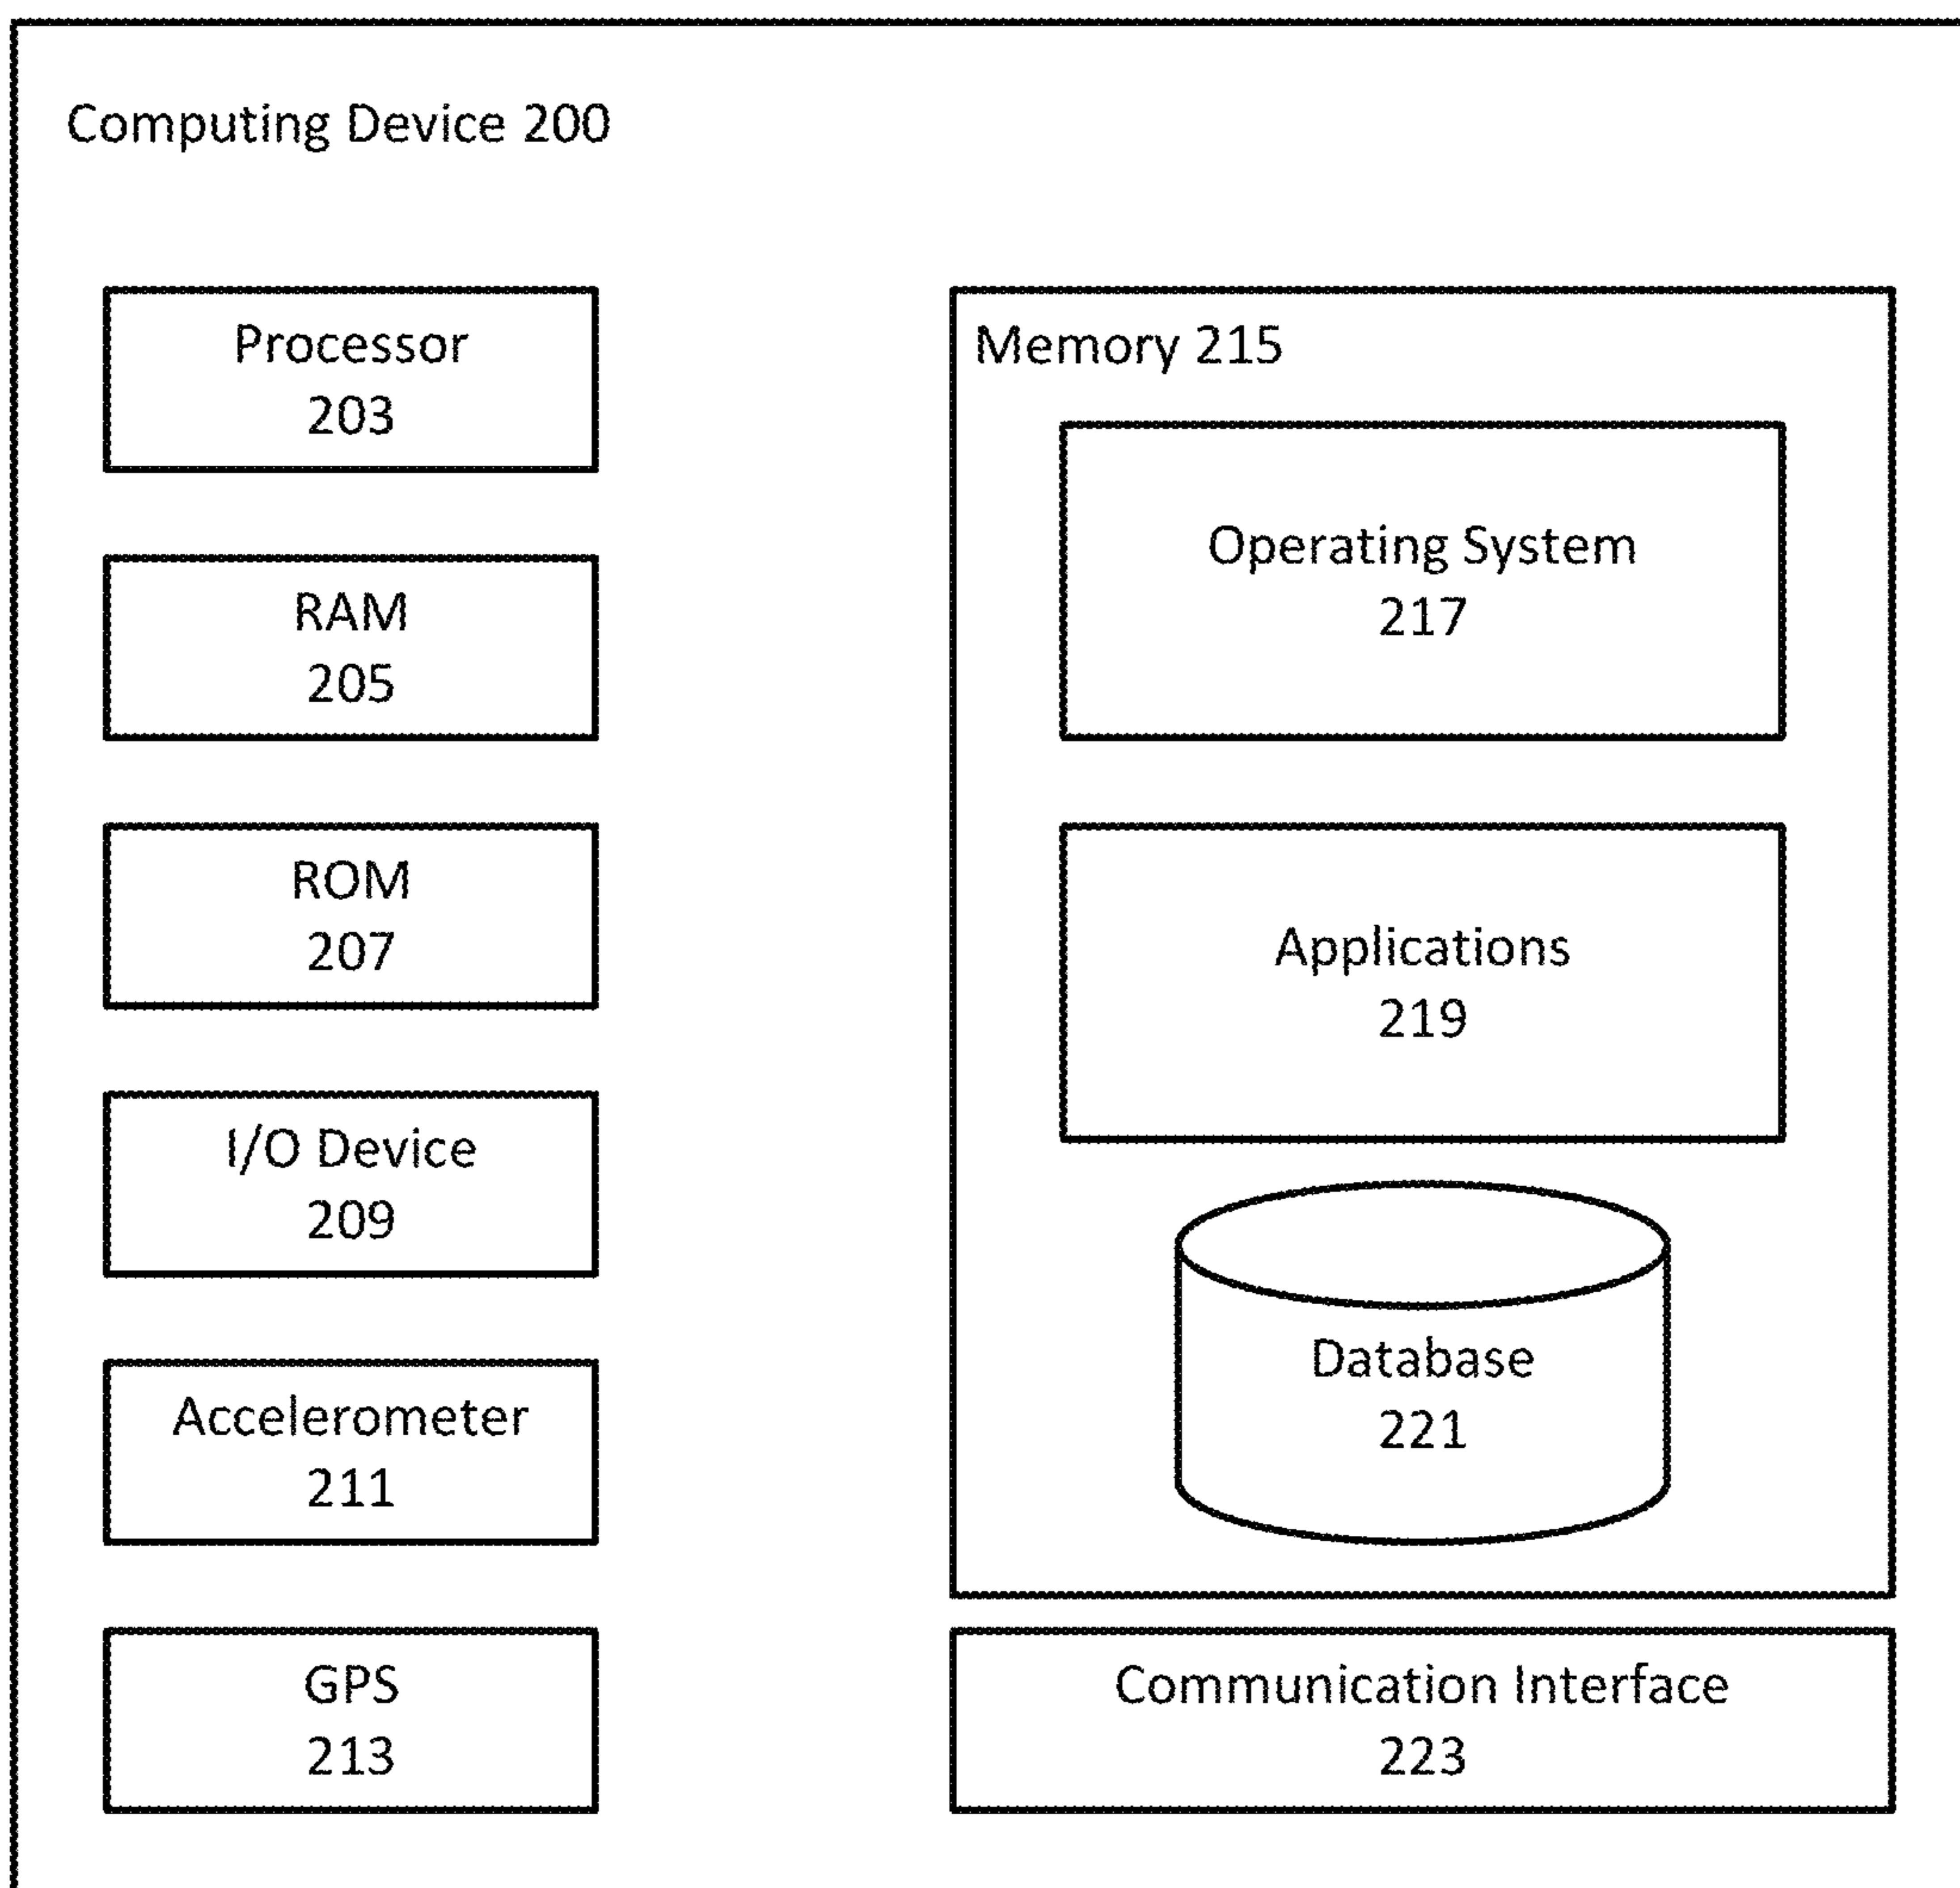 Computing Device 200
Processor
203
RAM
205
ROM
207
I/O Device
209
Accelerometer
211
GPS
213
Memory 215
Operating System
217
Applications
219
Database
221
Communication Interface
223